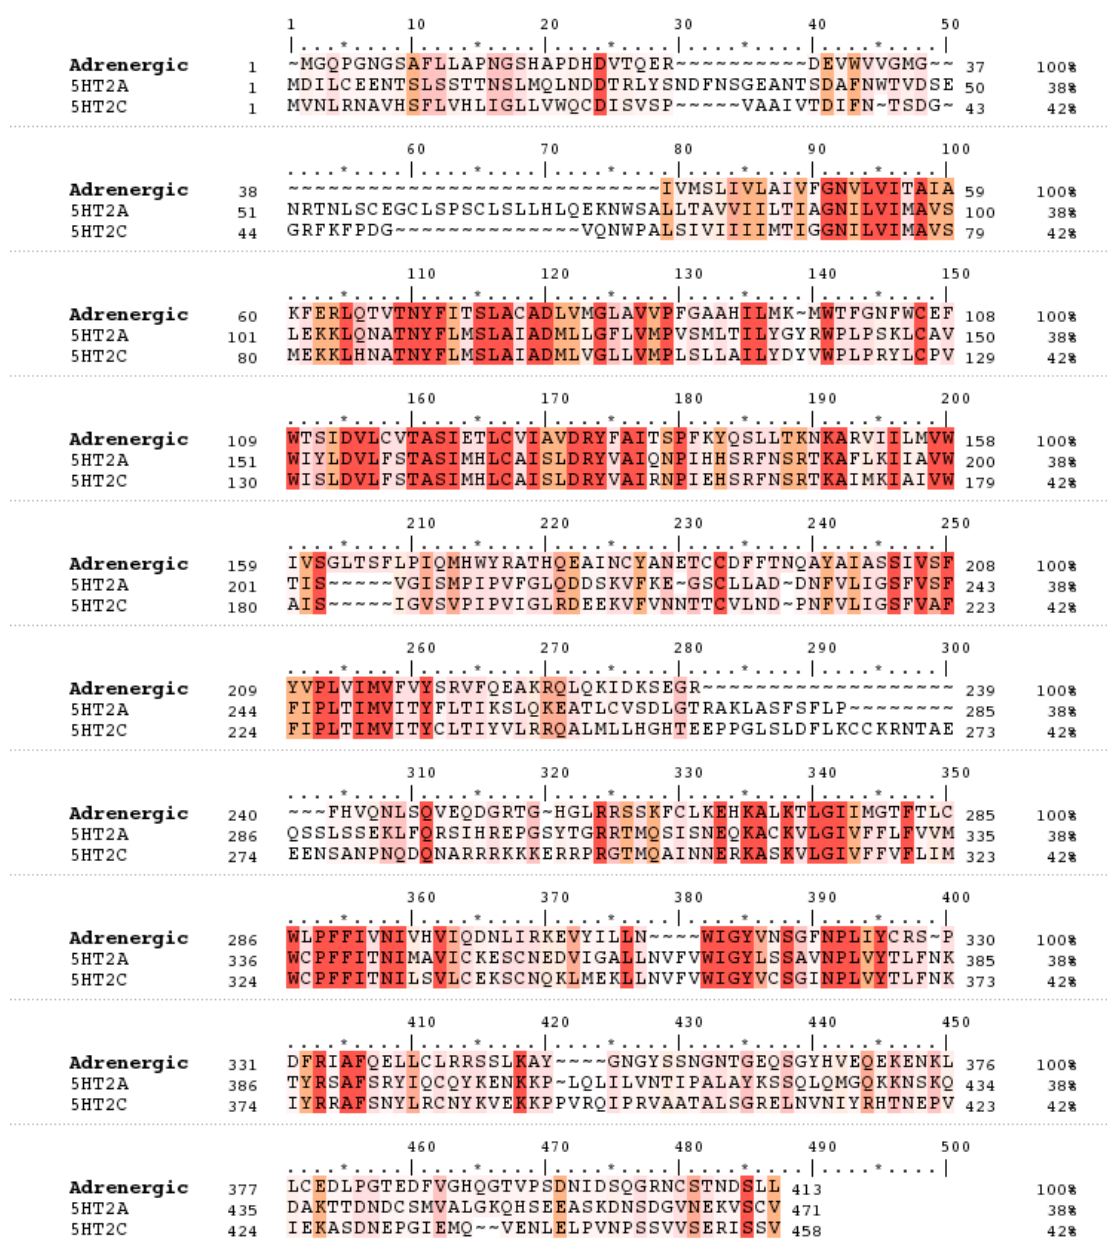 1 10 20 30 40 50
|...*....|....*....|....*....|....*....|....*....|
Adrenergic 1 ~MGQPGNGSAFLLAPNGSHAPDHDVTQER~~~~~~~~~~DEVWVVGMG~~ 37 100%
5HT2A 1 MDILCEENTSLSSTTNSLMQLNDDTRLYSNDFNSGEANTSDAFNWTVDSE 50 38%
5HT2C 1 MVNLRNAVHSFLVHLIGLLVWQCDISVSP~~~~~VAAIVTDIFN~TSDG~ 43 42%
60 70 80 90 100
....*....|....*....|....*....|....*....|....*....|
Adrenergic 38 ~~~~~~~~~~~~~~~~~~~~~~~~~~~~IVMSLIVLAIVFGNVLVITAIA 59 100%
5HT2A 51 NRTNLSCEGCLSPSCLSLLHLQEKNWSALLTAVVIILTIAGNILVIMAVS 100 38%
5HT2C 44 GRFKFPDG~~~~~~~~~~~~~~VQNWPALSIVIIIIMTIGGNILVIMAVS 79 42%
110 120 130 140 150
....*....|....*....|....*....|....*....|....*....|
Adrenergic 60 KFERLQTVTNYFITSLACADLVMGLAVVPFGAAHILMK~MWTFGNFWCEF 108 100%
5HT2A 101 LEKKLQNATNYFLMSLAIADMLLGFLVMPVSMLTILYGYRWPLPSKLCAV 150 38%
5HT2C 80 MEKKLHNATNYFLMSLAIADMLVGLLVMPLSLLAILYDYVWPLPRYLCPV 129 42%
160 170 180 190 200
....*....|....*....|....*....|....*....|....*....|
Adrenergic 109 WTSIDVLCVTASIETLCVIAVDRYFAITSPFKYQSLLTKNKARVIILMVW 158 100%
5HT2A 151 WIYLDVLFSTASIMHLCAISLDRYVAIQNPIHHSRFNSRTKAFLKIIAVW 200 38%
5HT2C 130 WISLDVLFSTASIMHLCAISLDRYVAIRNPIEHSRFNSRTKAIMKIAIVW 179 42%
210 220 230 240 250
....*....|....*....|....*....|....*....|....*....|
Adrenergic 159 IVSGLTSFLPIQMHWYRATHQEAINCYANETCCDFFTNQAYAIASSIVSF 208 100%
5HT2A 201 TIS~~~~~VGISMPIPVFGLQDDSKVFKE~GSCLLAD~DNFVLIGSFVSF 243 38%
5HT2C 180 AIS~~~~~IGVSVPIPVIGLRDEEKVFVNNTTCVLND~PNFVLIGSFVAF 223 42%
260 270 280 290 300
....*....|....*....|....*....|....*....|....*....|
Adrenergic 209 YVPLVIMVFVYSRVFQEAKRQLQKIDKSEGR~~~~~~~~~~~~~~~~~~~ 239 100%
5HT2A 244 FIPLTIMVITYFLTIKSLQKEATLCVSDLGTRAKLASFSFLP~~~~~~~~ 285 38%
5HT2C 224 FIPLTIMVITYCLTIYVLRRQALMLLHGHTEEPPGLSLDFLKCCKRNTAE 273 42%
310 320 330 340 350
....*....|....*....|....*....|....*....|....*....|
Adrenergic 240 ~~~FHVQNLSQVEQDGRTG~HGLRRSSKFCLKEHKALKTLGIIMGTFTLC 285 100%
5HT2A 286 QSSLSSEKLFQRSIHREPGSYTGRRTMQSISNEQKACKVLGIVFFLFVVM 335 38%
5HT2C 274 EENSANPNQDQNARRRKKKERRPRGTMQAINNERKASKVLGIVFFVFLIM 323 42%
360 370 380 390 400
....*....|....*....|....*....|....*....|....*....|
Adrenergic 286 WLPFFIVNIVHVIQDNLIRKEVYILLN~~~~WIGYVNSGFNPLIYCRS~P 330 100%
5HT2A 336 WCPFFITNIMAVICKESCNEDVIGALLNVFVWIGYLSSAVNPLVYTLFNK 385 38%
5HT2C 324 WCPFFITNILSVLCEKSCNQKLMEKLLNVFVWIGYVCSGINPLVYTLFNK 373 42%
410 420 430 440 450
....*....|....*....|....*....|....*....|....*....|
Adrenergic 331 DFRIAFQELLCLRRSSLKAY~~~~GNGYSSNGNTGEQSGYHVEQEKENKL 376 100%
5HT2A 386 TYRSAFSRYIQCQYKENKKP~LQLILVNTIPALAYKSSQLQMGQKKNSKQ 434 38%
5HT2C 374 IYRRAFSNYLRCNYKVEKKPPVRQIPRVAATALSGRELNVNIYRHTNEPV 423 42%
460 470 480 490 500
....*....|....*....|....*....|....*....|....*....|
Adrenergic 377 LCEDLPGTEDFVGHQGTVPSDNIDSQGRNCSTNDSLL 413 100%
5HT2A 435 DAKTTDNDCSMVALGKQHSEEASKDNSDGVNEKVSCV 471 38%
5HT2C 424 IEKASDNEPGIEMQ~~VENLELPVNPSSVVSERISSV 458 42%